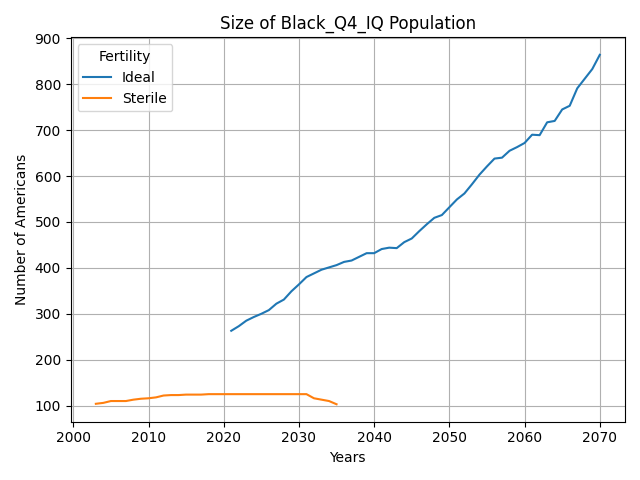 Size of Black_Q4_IQ Population
Number of Americans
900
800
700
600
500
400
300
200
100
Fertility
Ideal
Sterile
2000 2010 2020 2030 2040 2050 2060 2070
Years